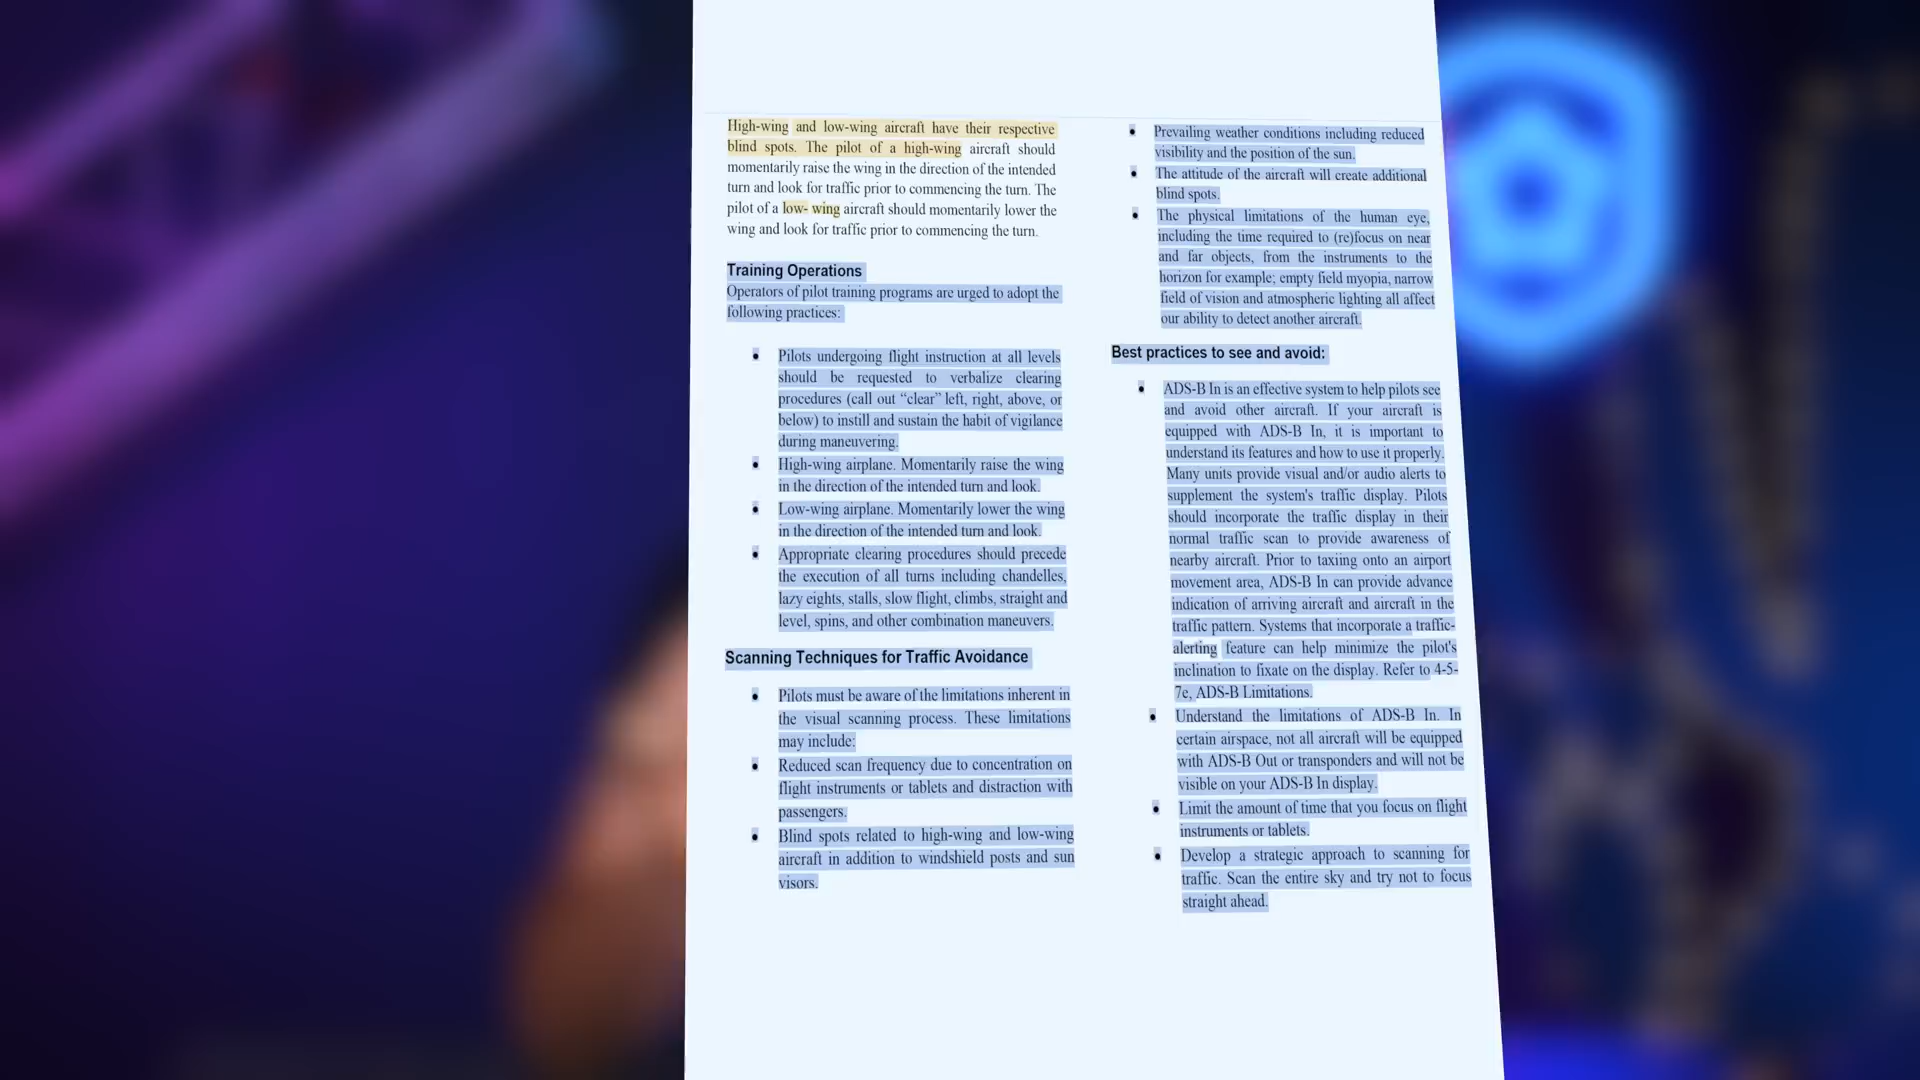 High-wing and low-wing aircraft have their respective
blind spots. The pilot of a high-wing aircraft should
momentarily raise the wing in the direction of the intended
turn and look for traffic prior to commencing the turn. The
pilot of a low- wing aircraft should momentarily lower the
wing and look for traffic prior to commencing the turn.
Training Operations
Operators of pilot training programs are urged to adopt the
following practices:
• Pilots undergoing flight instruction at all levels
should be requested to verbalize clearing
procedures (call out “clear” left, right, above, or
below) to instill and sustain the habit of vigilance
during maneuvering.
• High-wing airplane. Momentarily raise the wing
in the direction of the intended turn and look.
• Low-wing airplane. Momentarily lower the wing
in the direction of the intended turn and look.
• Appropriate clearing procedures should precede
the execution of all turns including chandelles,
lazy eights, stalls, slow flight, climbs, straight and
level, spins, and other combination maneuvers.
Scanning Techniques for Traffic Avoidance
• Pilots must be aware of the limitations inherent in
the visual scanning process. These limitations
may include:
• Reduced scan frequency due to concentration on
flight instruments or tablets and distraction with
passengers.
• Blind spots related to high-wing and low-wing
aircraft in addition to windshield posts and sun
visors.
• Prevailing weather conditions including reduced
visibility and the position of the sun.
• The attitude of the aircraft will create additional
blind spots.
• The physical limitations of the human eye,
including the time required to (re)focus on near
and far objects, from the instruments to the
horizon for example; empty field myopia, narrow
field of vision and atmospheric lighting all affect
our ability to detect another aircraft.
Best practices to see and avoid:
• ADS-B In is an effective system to help pilots see
and avoid other aircraft. If your aircraft is
equipped with ADS-B In, it is important to
understand its features and how to use it properly.
Many units provide visual and/or audio alerts to
supplement the system's traffic display. Pilots
should incorporate the traffic display in their
normal traffic scan to provide awareness of
nearby aircraft. Prior to taxiing onto an airport
movement area, ADS-B In can provide advance
indication of arriving aircraft and aircraft in the
traffic pattern. Systems that incorporate a traffic-
alerting feature can help minimize the pilot's
inclination to fixate on the display. Refer to 4-5-
7e, ADS-B Limitations.
• Understand the limitations of ADS-B In. In
certain airspace, not all aircraft will be equipped
with ADS-B Out or transponders and will not be
visible on your ADS-B In display.
• Limit the amount of time that you focus on flight
instruments or tablets.
• Develop a strategic approach to scanning for
traffic. Scan the entire sky and try not to focus
straight ahead.